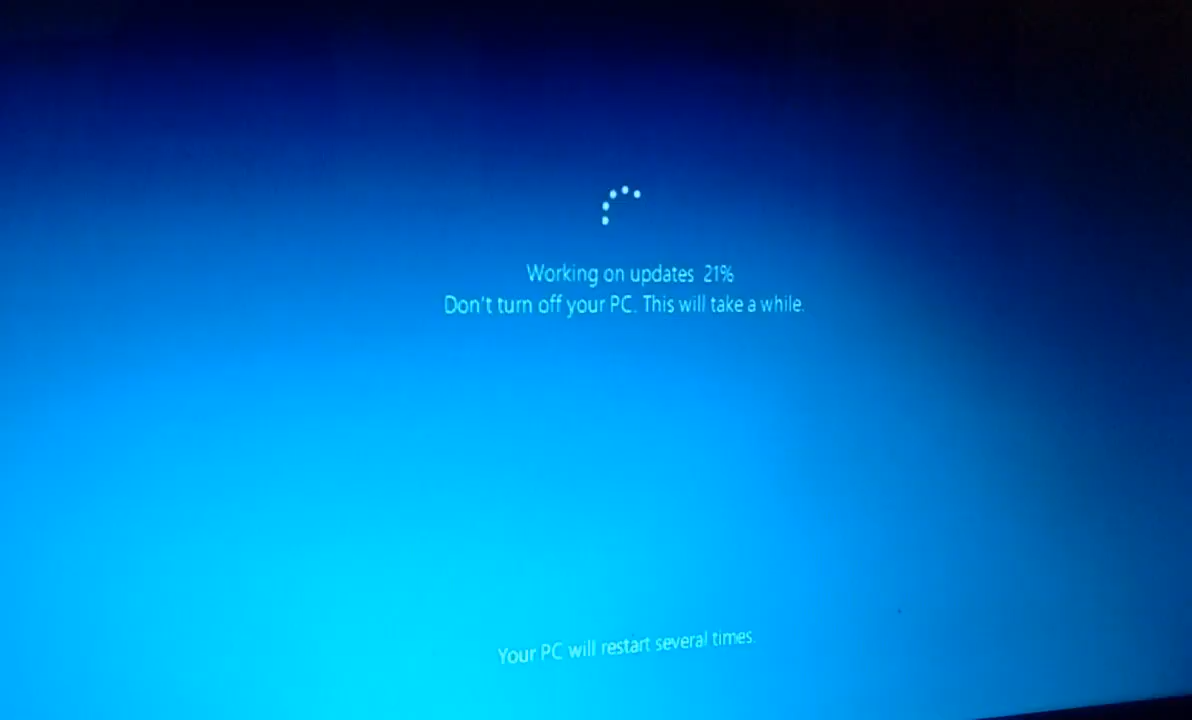 Working on updates 21%
Don't turn off your PC. This will take a while.
Your PC will restart several times.